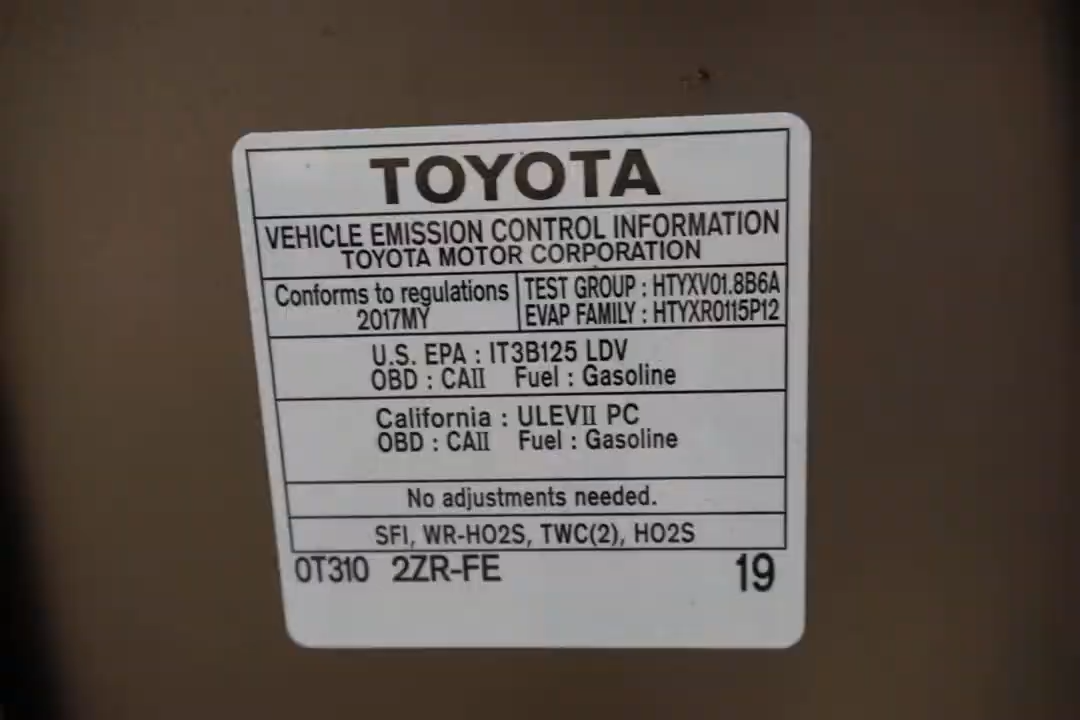 TOYOTA
VEHICLE EMISSION CONTROL INFORMATION
TOYOTA MOTOR CORPORATION
Conforms to regulations
2017MY
TEST GROUP : HTYXV01.8B6A
EVAP FAMILY : HTYXR0115P12
U.S. EPA : IT3B125 LDV
OBD : CAII Fuel : Gasoline
California : ULEVII PC
OBD : CAII Fuel : Gasoline
No adjustments needed.
SFI, WR-HO2S, TWC(2), HO2S
0T310 2ZR-FE 19